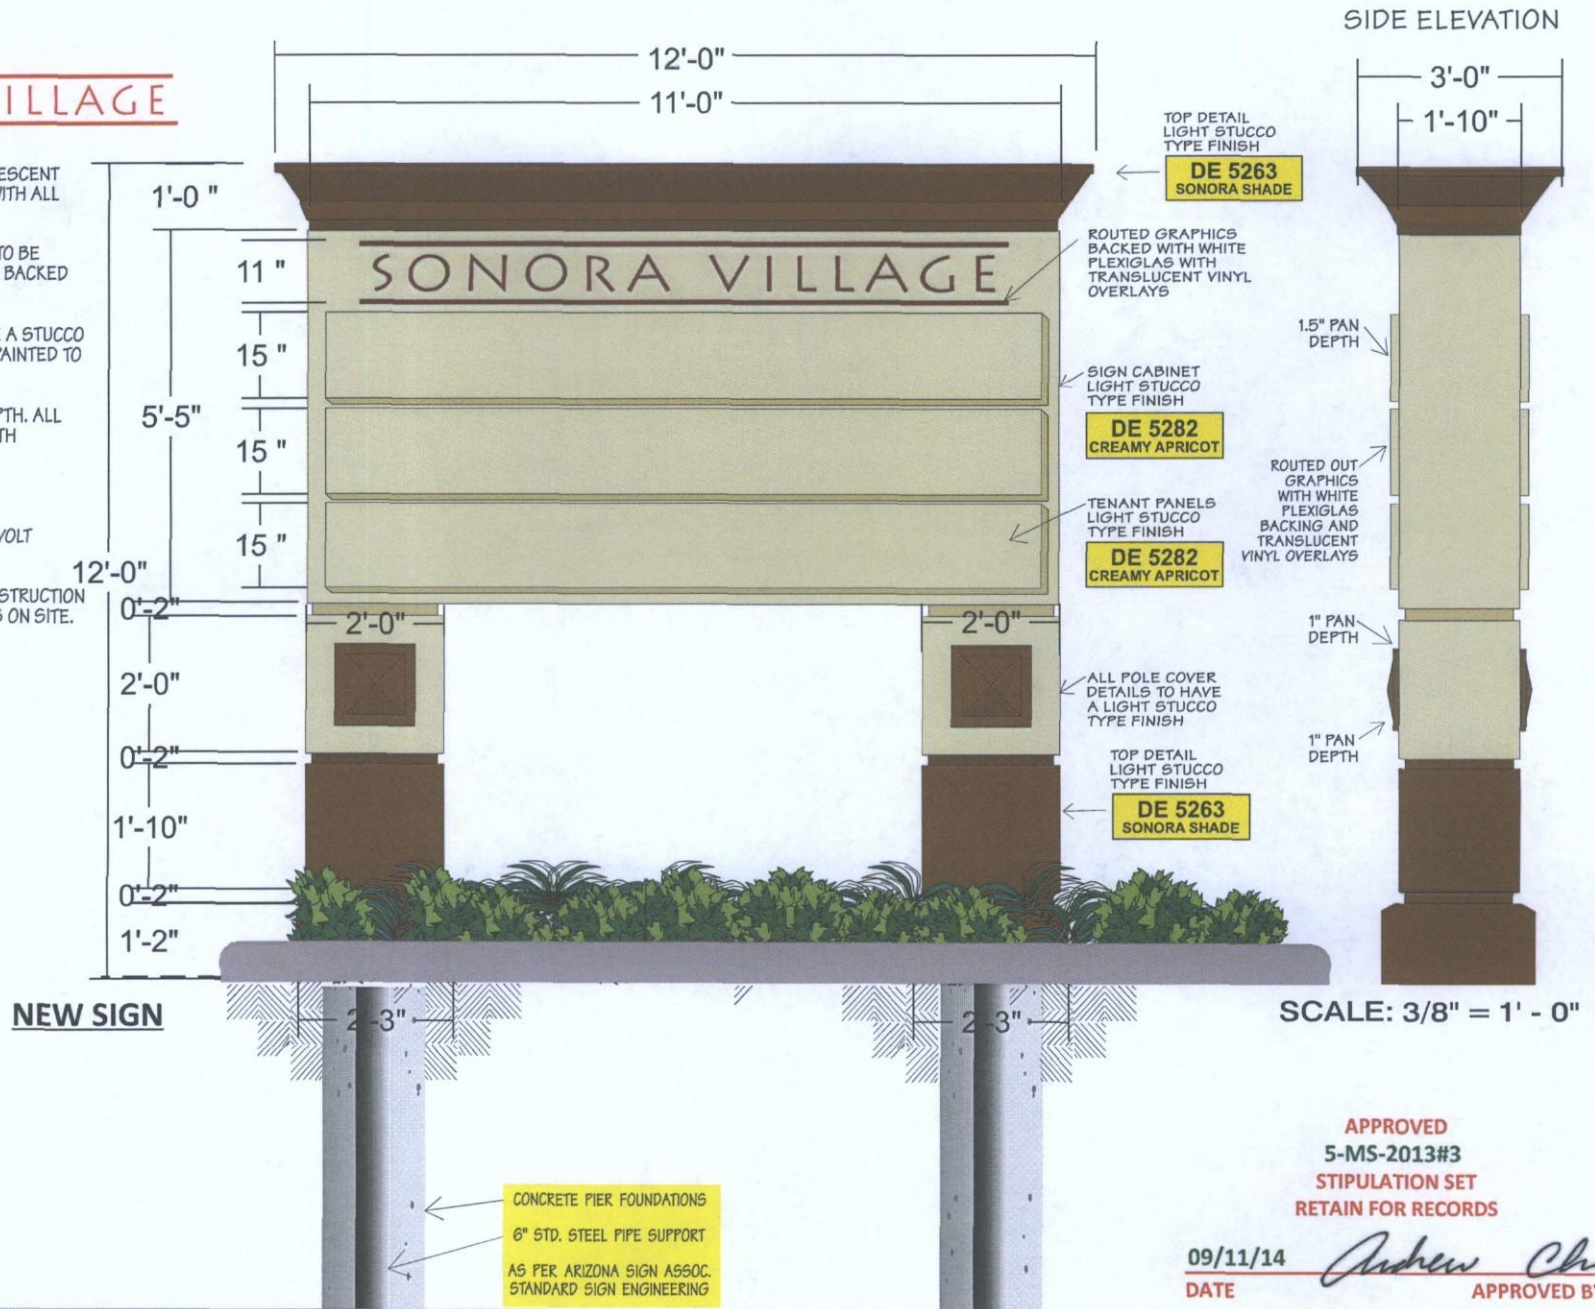 SIDE ELEVATION
12'-0"
11'-0"
3'-0"
1'-10"
ILLAGE
ESCENT
WITH ALL
TO BE
BACKED
A STUCCO
PAINTED TO
PTH. ALL
TH
VOLT
STRUCTION
S ON SITE.
1'-0 "
11 "
15 "
15 "
15 "
5'-5"
12'-0"
0'-2"
2'-0"
0'-2"
1'-10"
0'-2"
1'-2"
SONORA VILLAGE
2'-0"
2'-0"
TOP DETAIL
LIGHT STUCCO
TYPE FINISH
DE 5263
SONORA SHADE
ROUTED GRAPHICS
BACKED WITH WHITE
PLEXIGLAS WITH
TRANSLUCENT VINYL
OVERLAYS
SIGN CABINET
LIGHT STUCCO
TYPE FINISH
DE 5282
CREAMY APRICOT
TENANT PANELS
LIGHT STUCCO
TYPE FINISH
DE 5282
CREAMY APRICOT
ALL POLE COVER
DETAILS TO HAVE
A LIGHT STUCCO
TYPE FINISH
TOP DETAIL
LIGHT STUCCO
TYPE FINISH
DE 5263
SONORA SHADE
1.5" PAN
DEPTH
ROUTED OUT
GRAPHICS
WITH WHITE
PLEXIGLAS
BACKING AND
TRANSLUCENT
VINYL OVERLAYS
1" PAN
DEPTH
1" PAN
DEPTH
NEW SIGN
2'-3"
2'-3"
SCALE: 3/8" = 1' - 0"
CONCRETE PIER FOUNDATIONS
6" STD. STEEL PIPE SUPPORT
AS PER ARIZONA SIGN ASSOC.
STANDARD SIGN ENGINEERING
APPROVED
5-MS-2013#3
STIPULATION SET
RETAIN FOR RECORDS
09/11/14 Andrew
DATE APPROVED BY